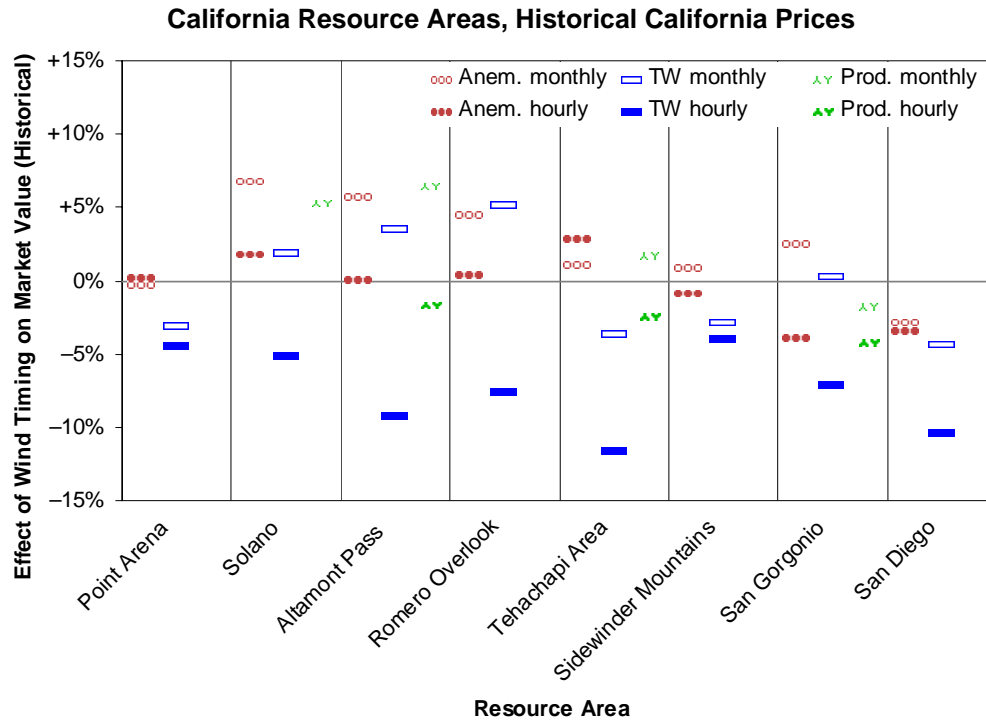 California Resource Areas, Historical California Prices
Effect of Wind Timing on Market Value (Historical)
+15%
+10%
+5%
0%
−5%
−10%
−15%
Anem. monthly
TW monthly
Prod. monthly
Anem. hourly
TW hourly
Prod. hourly
Point Arena
Solano
Altamont Pass
Romero Overlook
Tehachapi Area
Sidewinder Mountains
San Gorgonio
San Diego
Resource Area